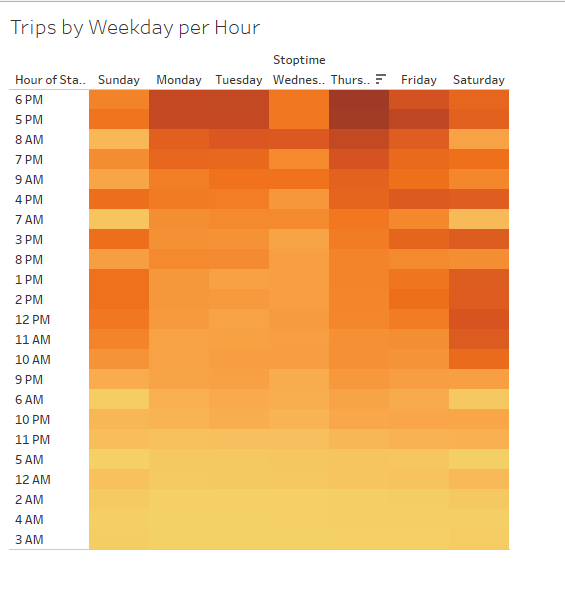 Trips by Weekday per Hour
Stoptime
Hour of Sta.. Sunday Monday Tuesday Wednes.. Thurs.. Friday Saturday
6 PM
5 PM
8 AM
7 PM
9 AM
4 PM
7 AM
3 PM
8 PM
1 PM
2 PM
12 PM
11 AM
10 AM
9 PM
6 AM
10 PM
11 PM
5 AM
12 AM
2 AM
4 AM
3 AM